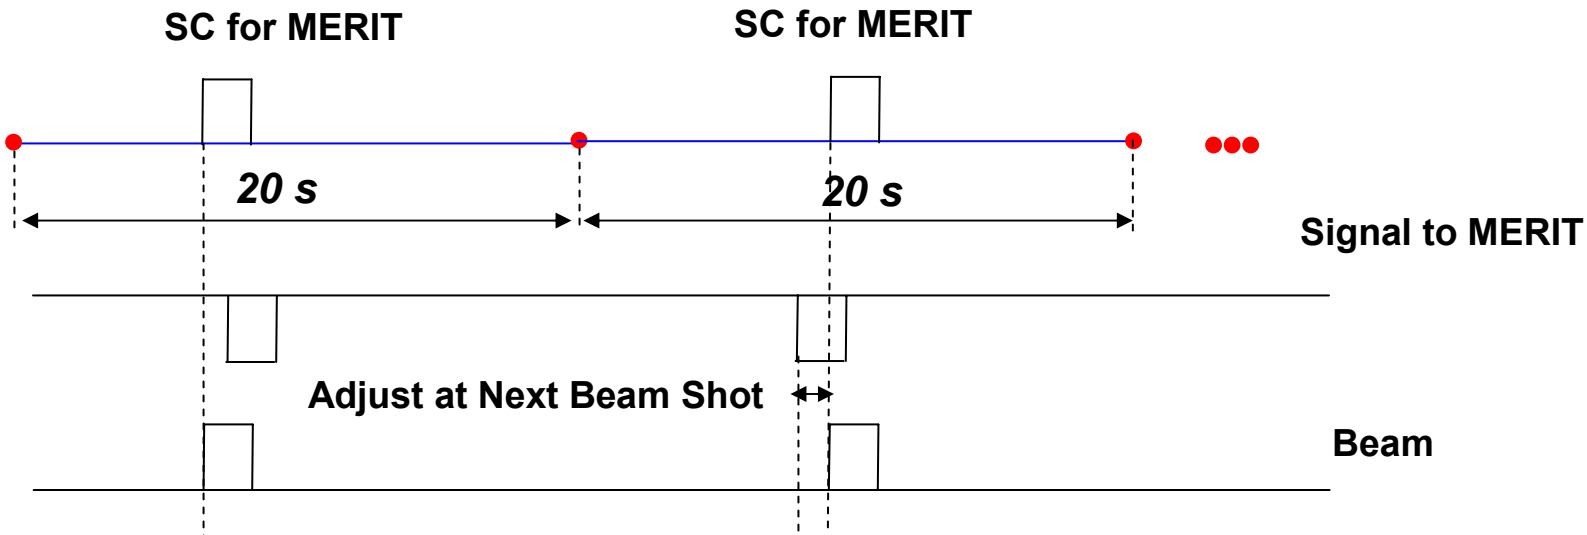 SC for MERIT
SC for MERIT
20 s
20 s
Signal to MERIT
Adjust at Next Beam Shot
Beam